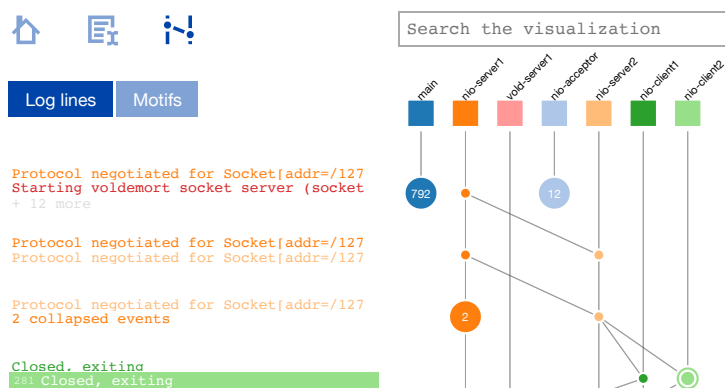 Search the visualization
main
nio-server1
vold-server1
nio-acceptor
nio-server2
nio-client1
nio-client2
Log lines
Motifs
Protocol negotiated for Socket[addr=/127
Starting voldemort socket server (socket
+ 12 more
792
12
Protocol negotiated for Socket[addr=/127
Protocol negotiated for Socket[addr=/127
Protocol negotiated for Socket[addr=/127
2 collapsed events
2
Closed, exiting
281 Closed, exiting